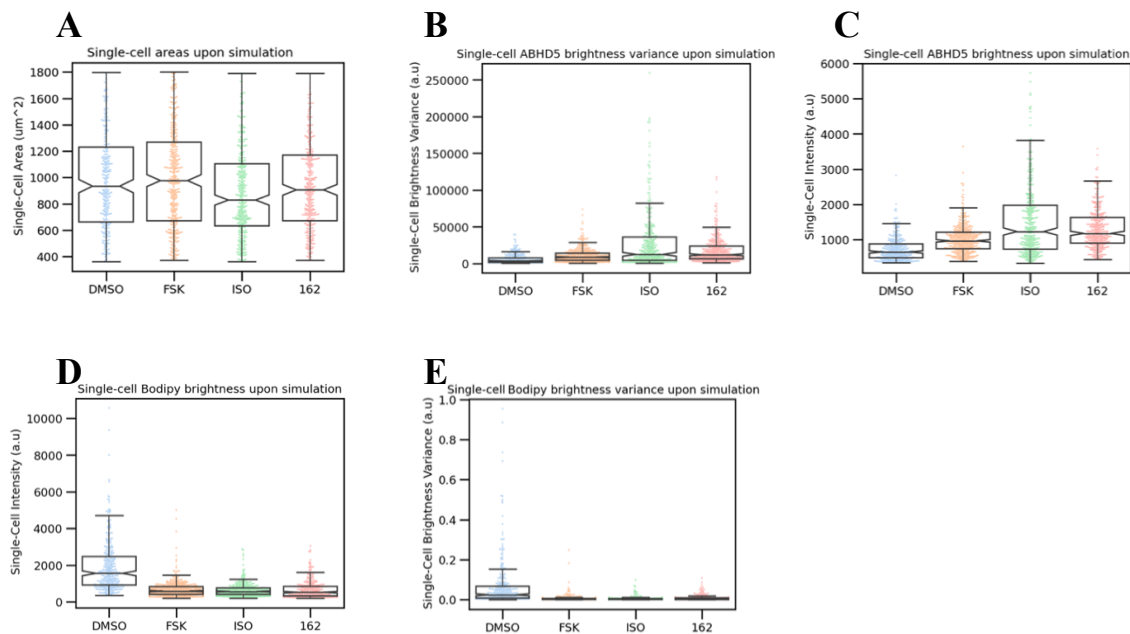 A
Single-cell areas upon simulation
Single-Cell Area (um^2)
1800
1600
1400
1200
1000
800
600
400
DMSO FSK ISO 162
B
Single-cell ABHD5 brightness variance upon simulation
Single-Cell Brightness Variance (a.u)
250000
200000
150000
100000
50000
0
DMSO FSK ISO 162
C
Single-cell ABHD5 brightness upon simulation
Single-Cell Intensity (a.u)
6000
5000
4000
3000
2000
1000
DMSO FSK ISO 162
D
Single-cell Bodipy brightness upon simulation
Single-Cell Intensity (a.u)
10000
8000
6000
4000
2000
0
DMSO FSK ISO 162
E
Single-cell Bodipy brightness variance upon simulation
Single-Cell Brightness Variance (a.u)
1.0
0.8
0.6
0.4
0.2
0.0
DMSO FSK ISO 162